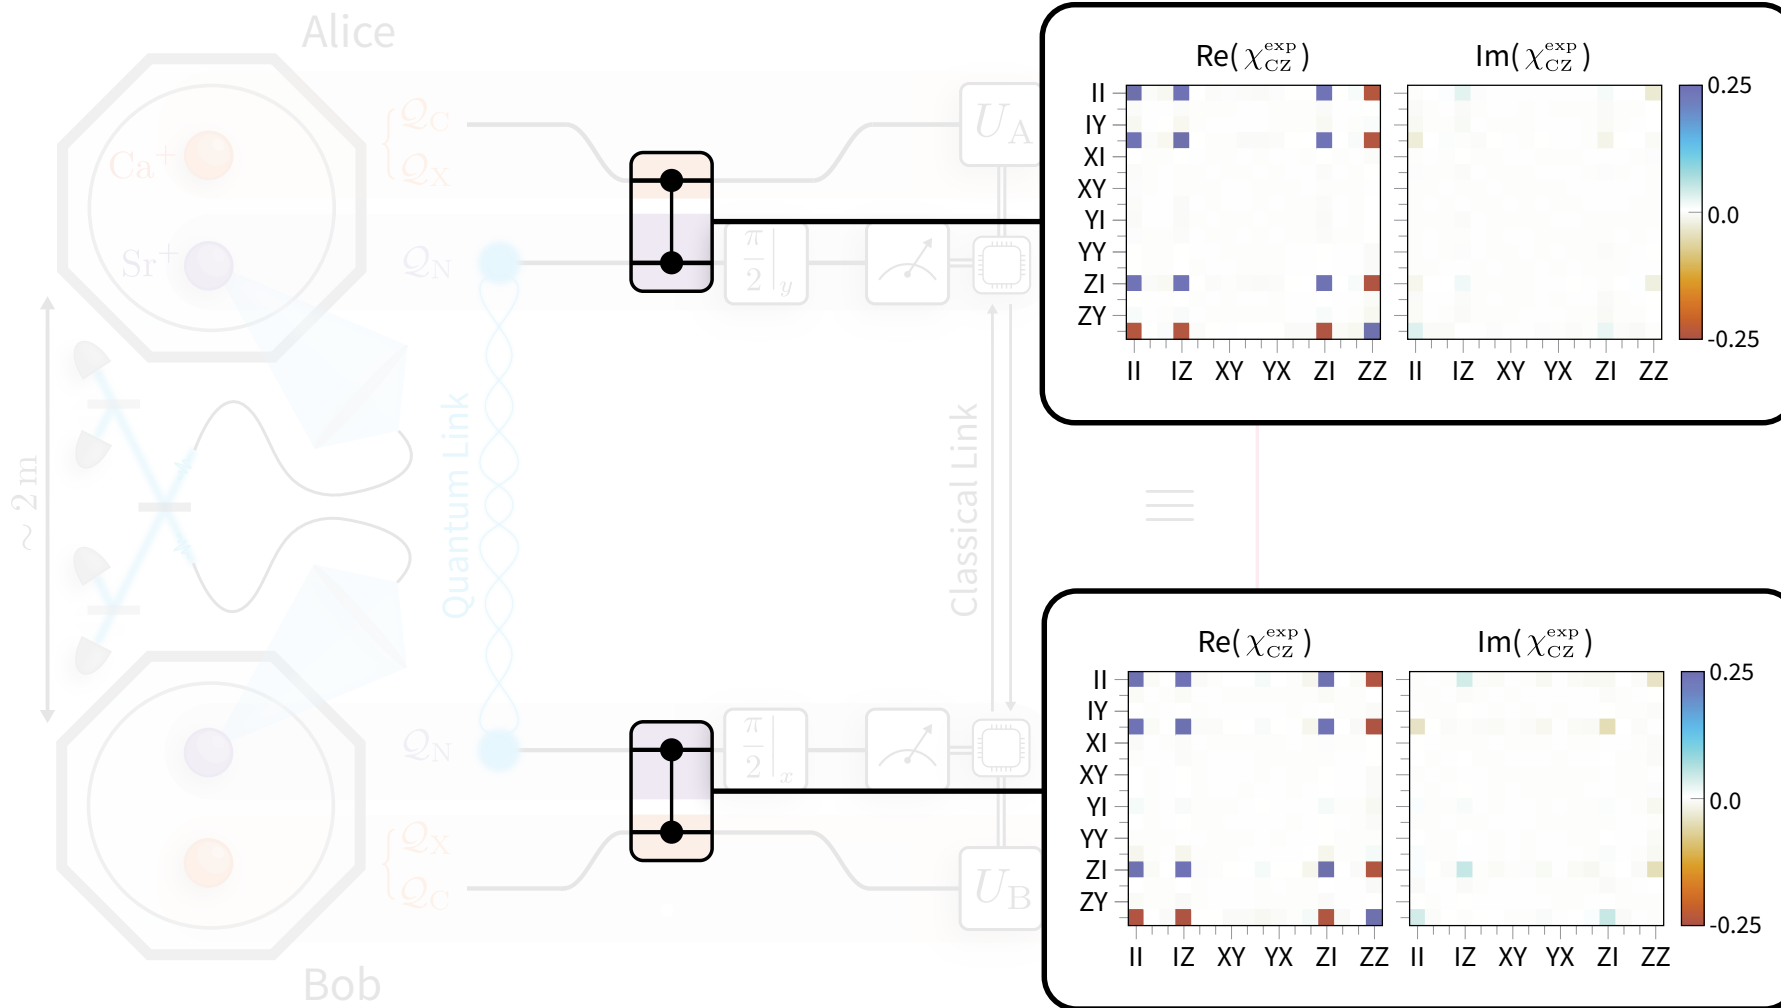 Alice
Ca⁺
Sr⁺
𝒬_C
𝒬_X
𝒬_N
π/2|_y
U_A
~ 2 m
Quantum Link
Classical Link
≡
𝒬_N
𝒬_X
𝒬_C
π/2|_x
U_B
Bob
Re(χ_CZ^exp) Im(χ_CZ^exp)
II
IY
XI
XY
YI
YY
ZI
ZY
II IZ XY YX ZI ZZ
II IZ XY YX ZI ZZ
0.25
0.0
-0.25
Re(χ_CZ^exp) Im(χ_CZ^exp)
II
IY
XI
XY
YI
YY
ZI
ZY
II IZ XY YX ZI ZZ
II IZ XY YX ZI ZZ
0.25
0.0
-0.25